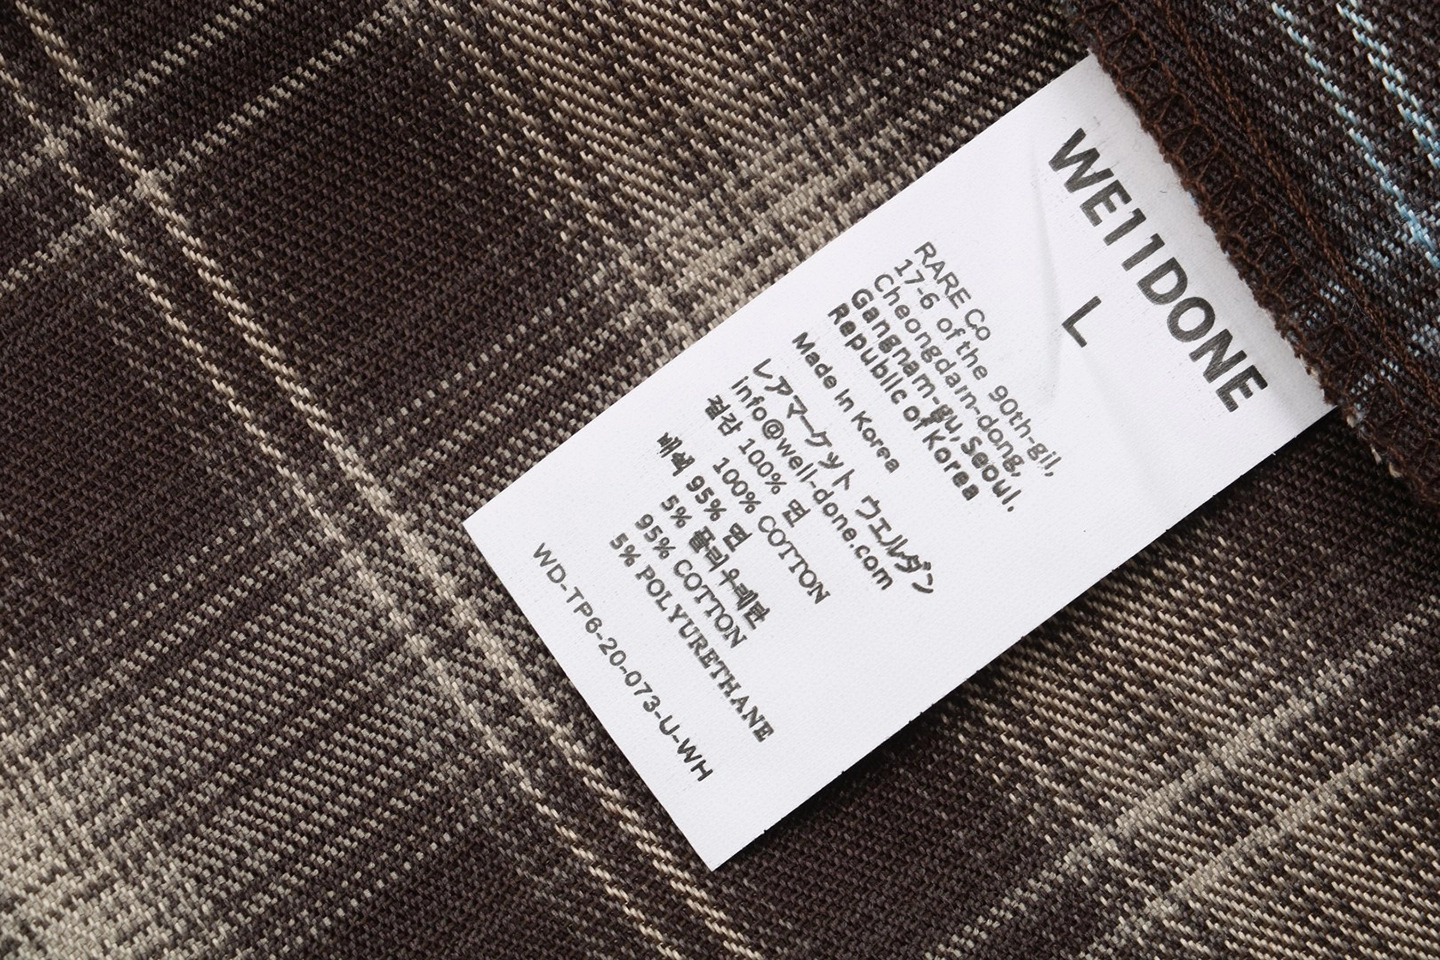 WE11DONE
L
RARE Co
17-6 of the 90th-gil,
Cheongdam-dong,
Gangnam-gu, Seoul.
Republic of Korea
Made In Korea
レアマーケット ウエルダン
info@well-done.com
겉감 100% 면
100% COTTON
배색 95% 면
5% 폴리우레탄
95% COTTON
5% POLYURETHANE
WD-TP6-20-073-U-WH